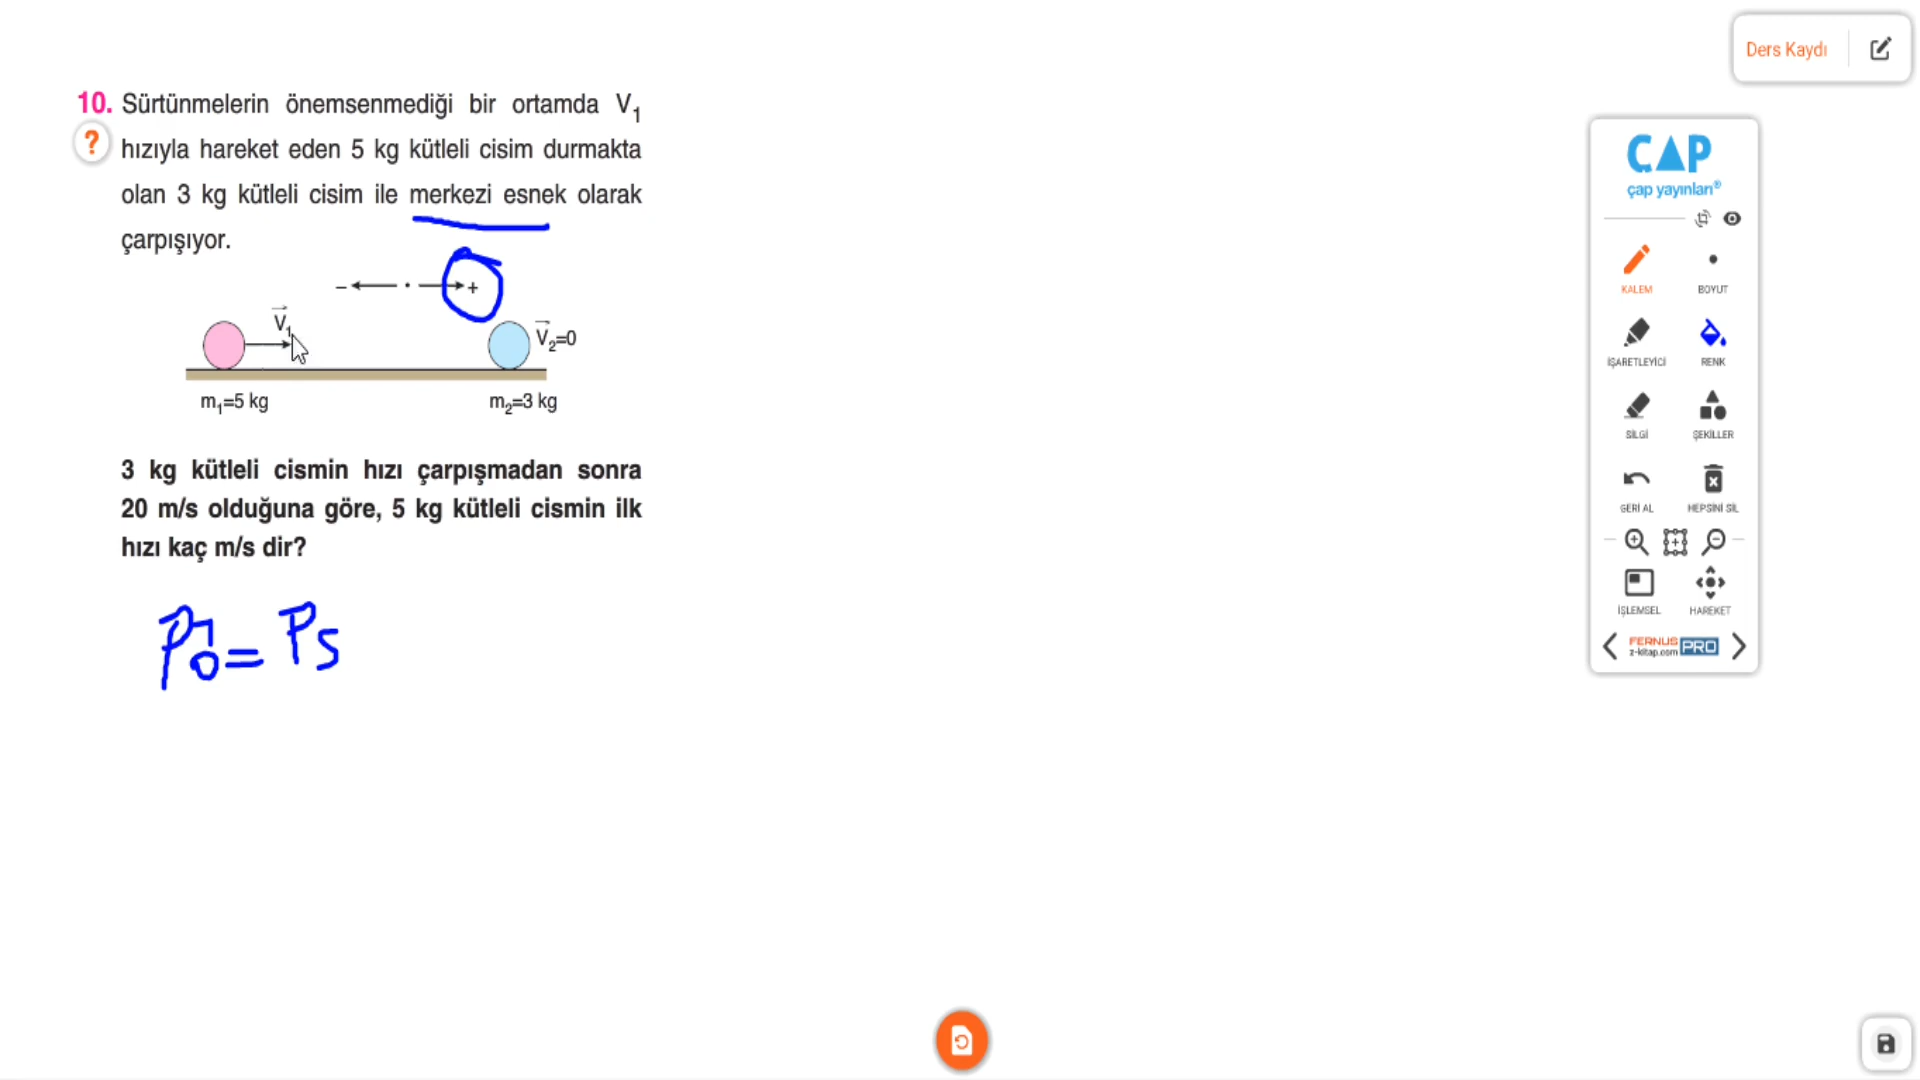 Ders Kaydı
10. Sürtünmelerin önemsenmediği bir ortamda V1
? hızıyla hareket eden 5 kg kütleli cisim durmakta
olan 3 kg kütleli cisim ile merkezi esnek olarak
çarpışıyor.
– • +
V1
V2=0
m1=5 kg m2=3 kg
3 kg kütleli cismin hızı çarpışmadan sonra
20 m/s olduğuna göre, 5 kg kütleli cismin ilk
hızı kaç m/s dir?
P0 = Ps
ÇAP
çap yayınları®
KALEM BOYUT
İŞARETLEYİCİ RENK
SİLGİ ŞEKİLLER
GERİ AL HEPSİNİ SİL
İŞLEMSEL HAREKET
FERNUS
z-kitap.com PRO